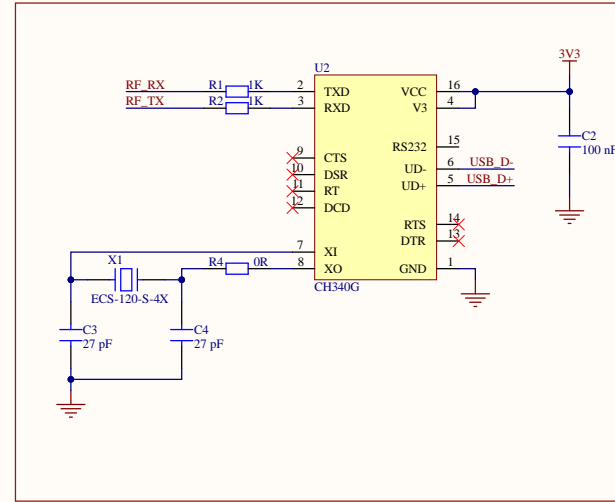 U2
3V3
RF_RX R1 1K 2 TXD VCC 16
RF_TX R2 1K 3 RXD V3 4
C2
100 nF
RS232 15
9 CTS UD- 6 USB_D-
10 DSR UD+ 5 USB_D+
11 RT
12 DCD
RTS 14
DTR 13
7 XI
X1 R4 0R 8 XO GND 1
CH340G
ECS-120-S-4X
C3 C4
27 pF 27 pF